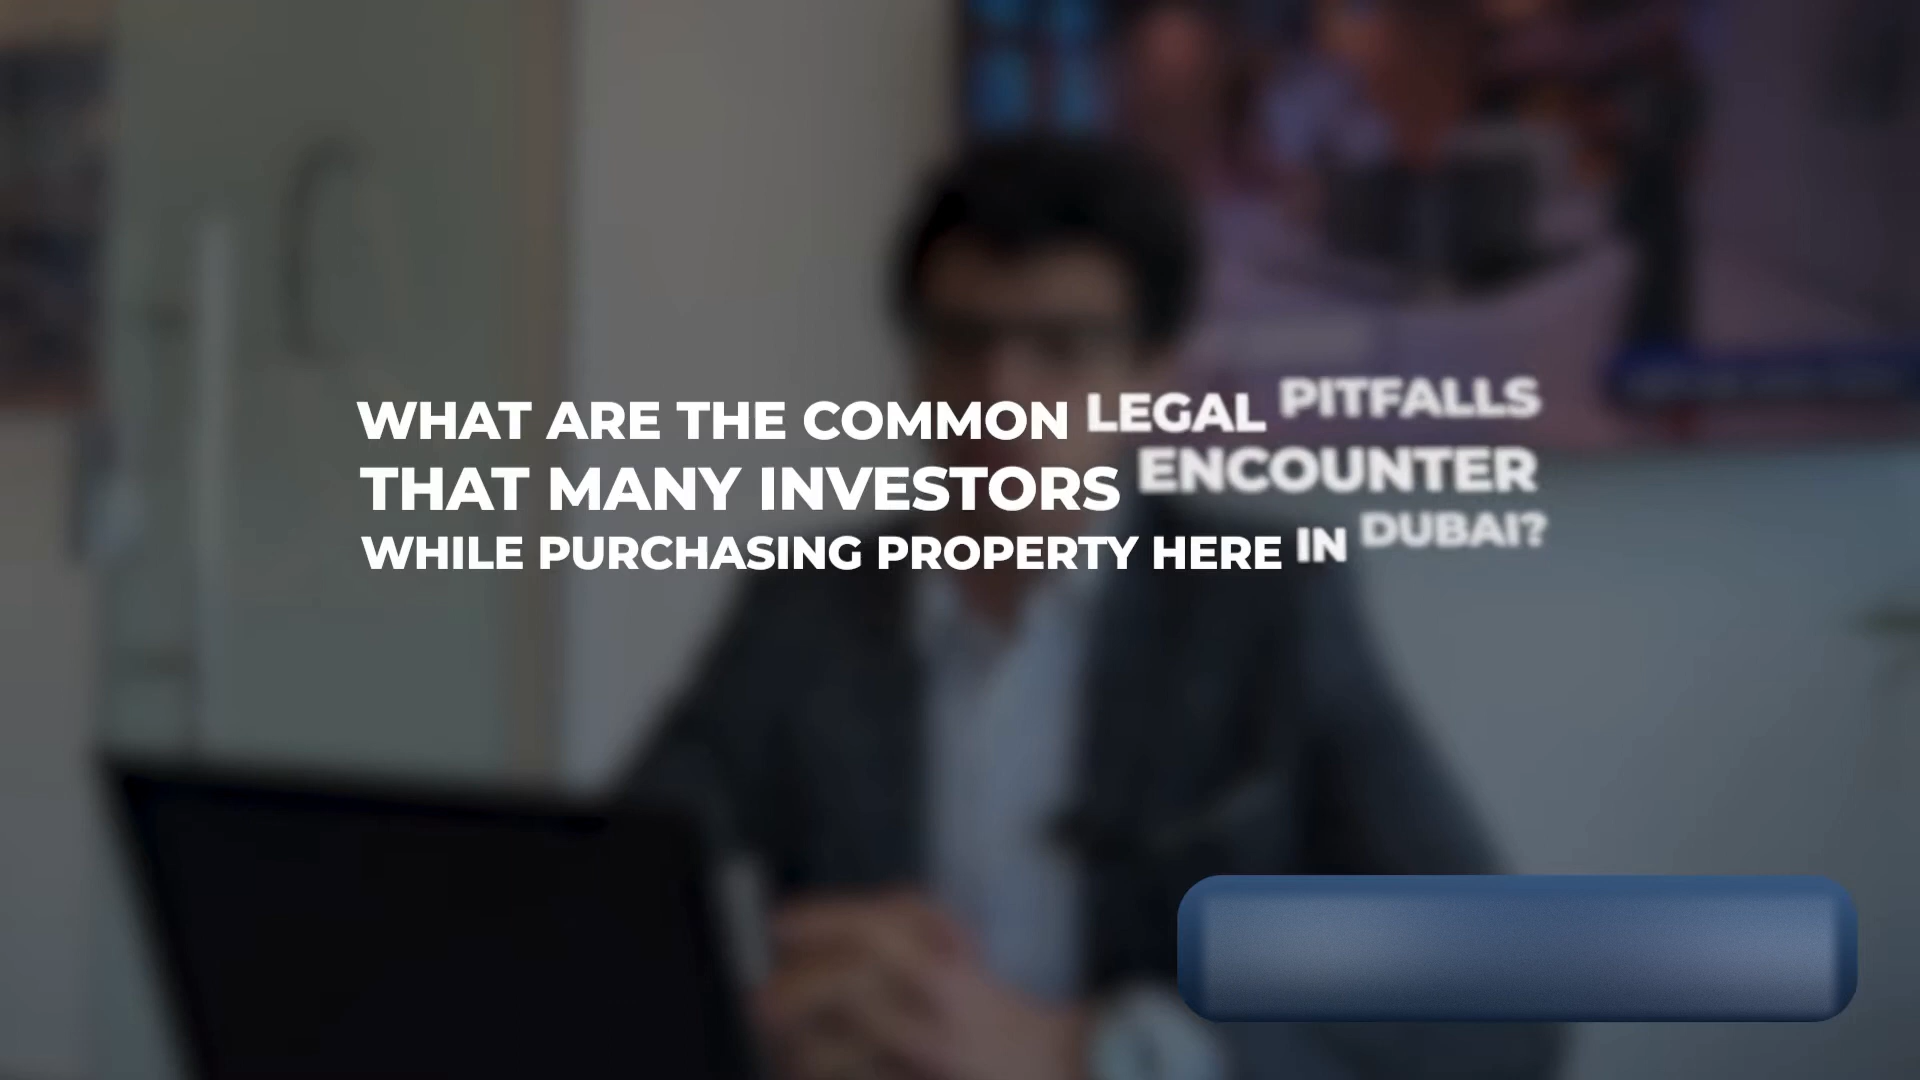 WHAT ARE THE COMMON LEGAL PITFALLS
THAT MANY INVESTORS ENCOUNTER
WHILE PURCHASING PROPERTY HERE IN DUBAI?